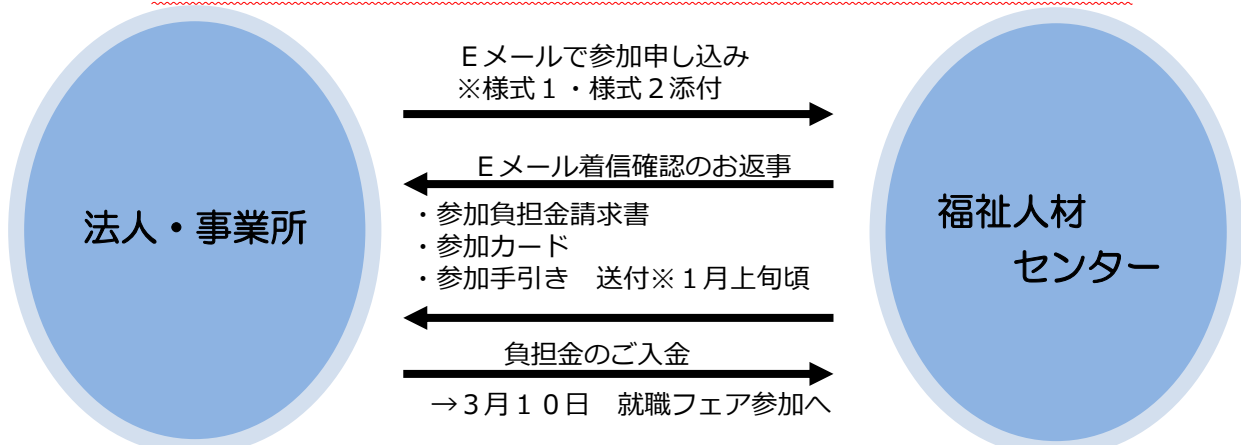 Ｅメールで参加申し込み
※様式１・様式２添付
Ｅメール着信確認のお返事
・参加負担金請求書
・参加カード
・参加手引き　送付※１月上旬頃
負担金のご入金
→３月１０日　就職フェア参加へ
法人・事業所
福祉人材
センター